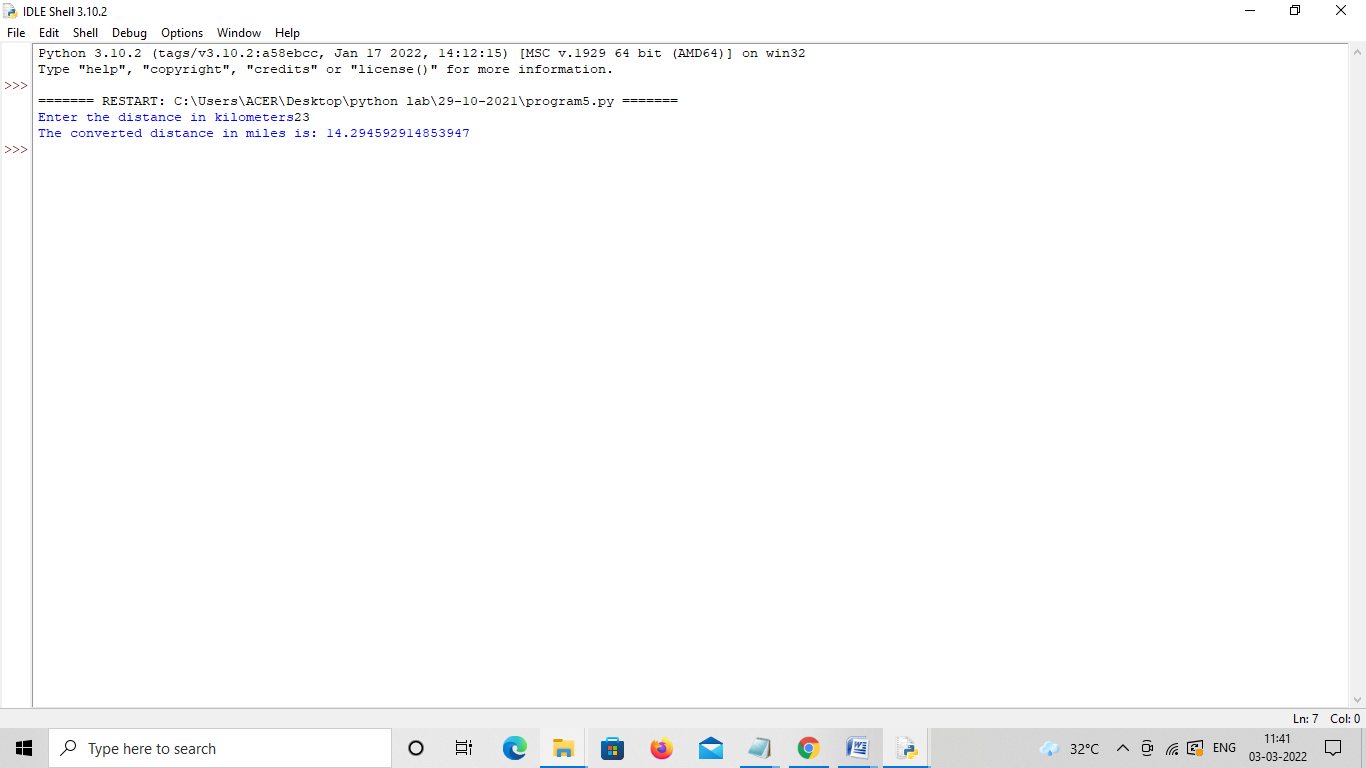 IDLE Shell 3.10.2
File Edit Shell Debug Options Window Help
Python 3.10.2 (tags/v3.10.2:a58ebcc, Jan 17 2022, 14:12:15) [MSC v.1929 64 bit (AMD64)] on win32
Type "help", "copyright", "credits" or "license()" for more information.
>>>
======= RESTART: C:\Users\ACER\Desktop\python lab\29-10-2021\program5.py =======
Enter the distance in kilometers23
The converted distance in miles is: 14.294592914853947
>>>
Ln: 7 Col: 0
Type here to search
32°C
ENG
11:41
03-03-2022